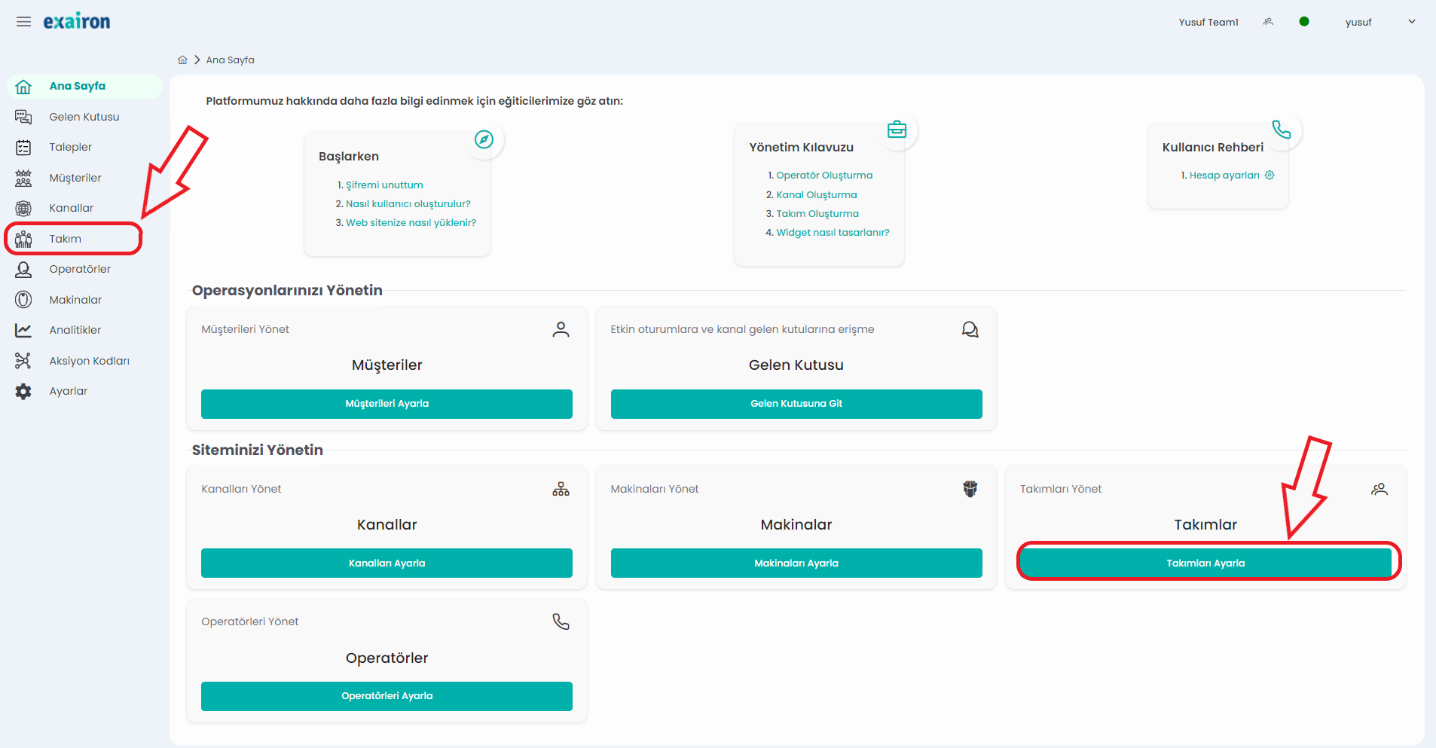 exairon
Yusuf Team1
yusuf
Ana Sayfa
Ana Sayfa
Gelen Kutusu
Talepler
Müşteriler
Kanallar
Takım
Operatörler
Makinalar
Analitikler
Aksiyon Kodları
Ayarlar
Platformumuz hakkında daha fazla bilgi edinmek için eğiticilerimize göz atın:
Başlarken
1. Şifremi unuttum
2. Nasıl kullanıcı oluşturulur?
3. Web sitenize nasıl yüklenir?
Yönetim Kılavuzu
1. Operatör Oluşturma
2. Kanal Oluşturma
3. Takım Oluşturma
4. Widget nasıl tasarlanır?
Kullanıcı Rehberi
1. Hesap ayarları
Operasyonlarınızı Yönetin
Müşterileri Yönet
Müşteriler
Müşterileri Ayarla
Etkin oturumlara ve kanal gelen kutularına erişme
Gelen Kutusu
Gelen Kutusuna Git
Siteminizi Yönetin
Kanalları Yönet
Kanallar
Kanalları Ayarla
Makinaları Yönet
Makinalar
Makinaları Ayarla
Takımları Yönet
Takımlar
Takımları Ayarla
Operatörleri Yönet
Operatörler
Operatörleri Ayarla